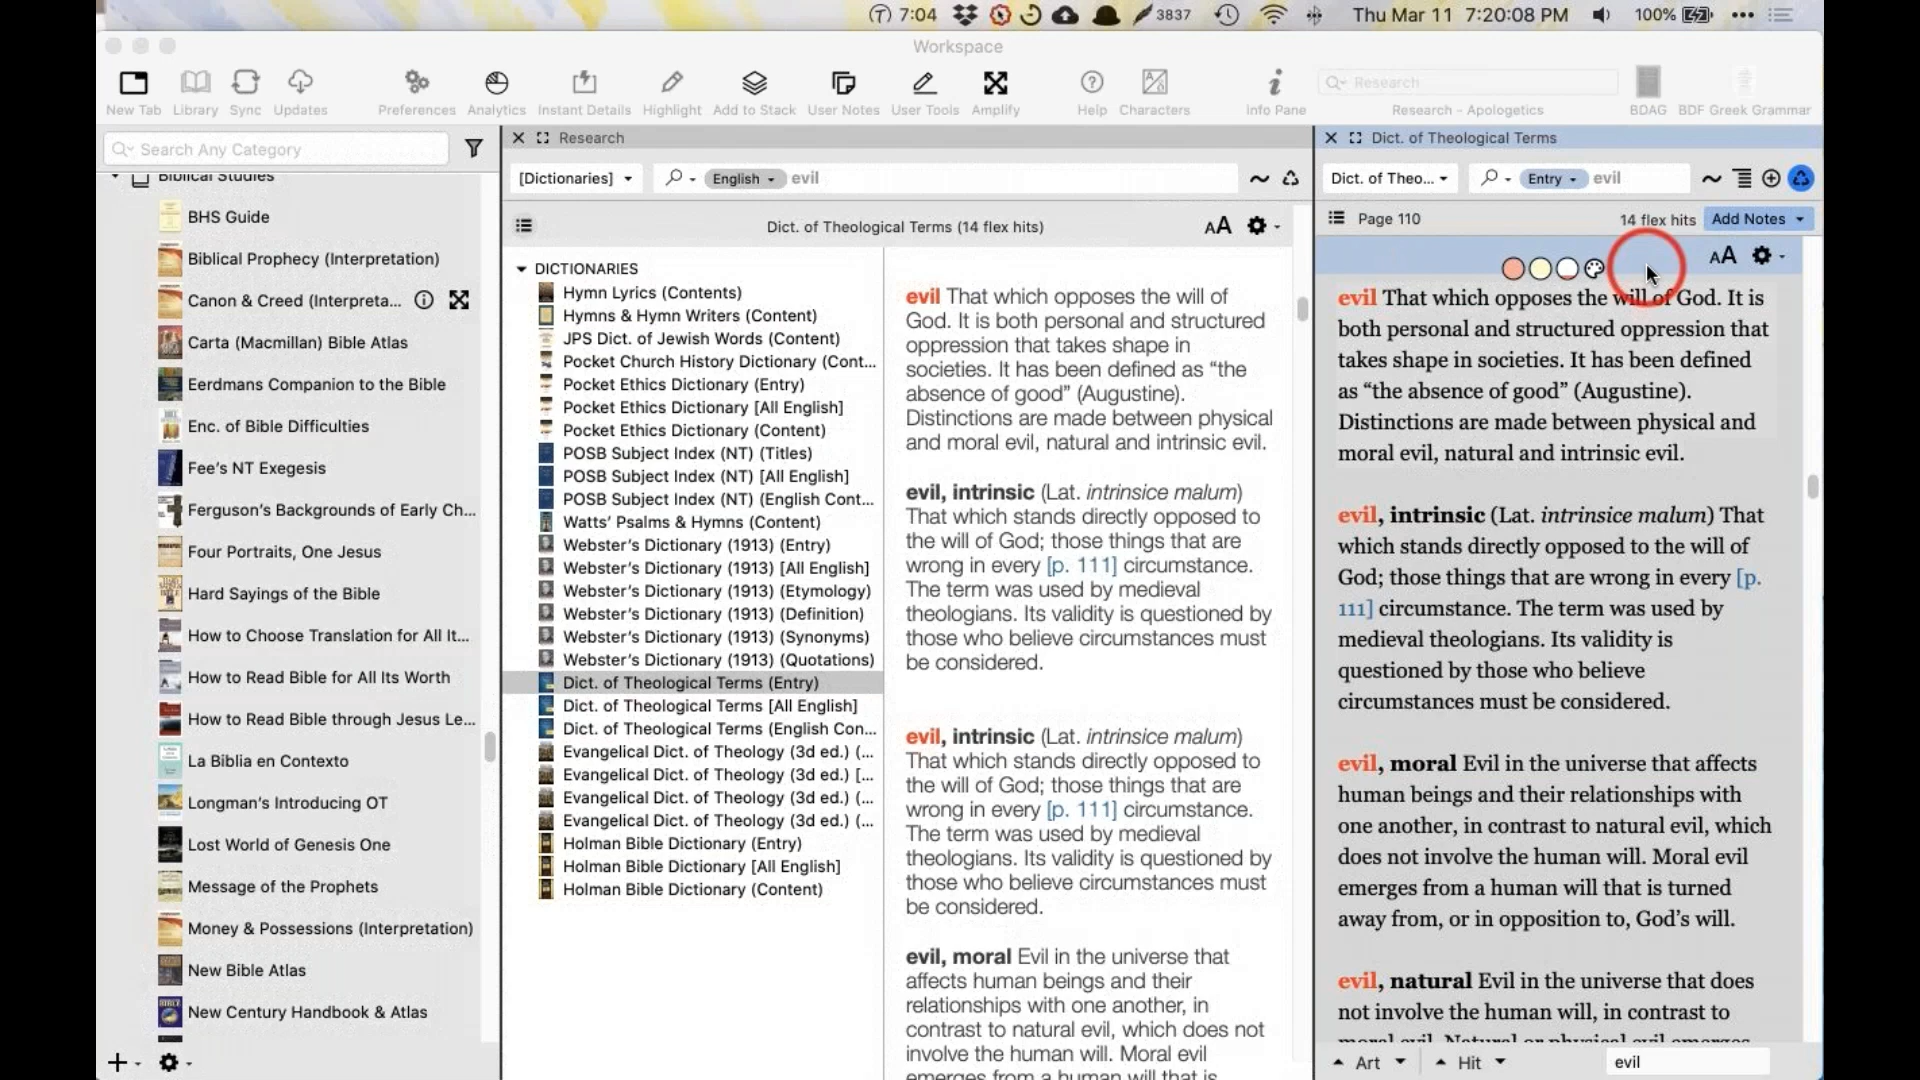 7:04
3837
Thu Mar 11 7:20:08 PM
100%
Workspace
New Tab
Library
Sync
Updates
Preferences
Analytics
Instant Details
Highlight
Add to Stack
User Notes
User Tools
Amplify
Help
Characters
Info Pane
Research
Research - Apologetics
BDAG
BDF Greek Grammar
Search Any Category
Biblical Studies
BHS Guide
Biblical Prophecy (Interpretation)
Canon & Creed (Interpreta...
Carta (Macmillan) Bible Atlas
Eerdmans Companion to the Bible
Enc. of Bible Difficulties
Fee's NT Exegesis
Ferguson's Backgrounds of Early Ch...
Four Portraits, One Jesus
Hard Sayings of the Bible
How to Choose Translation for All It...
How to Read Bible for All Its Worth
How to Read Bible through Jesus Le...
La Biblia en Contexto
Longman's Introducing OT
Lost World of Genesis One
Message of the Prophets
Money & Possessions (Interpretation)
New Bible Atlas
New Century Handbook & Atlas
Research
[Dictionaries]
English
evil
Dict. of Theological Terms (14 flex hits)
AA
DICTIONARIES
Hymn Lyrics (Contents)
Hymns & Hymn Writers (Content)
JPS Dict. of Jewish Words (Content)
Pocket Church History Dictionary (Cont...
Pocket Ethics Dictionary (Entry)
Pocket Ethics Dictionary [All English]
Pocket Ethics Dictionary (Content)
POSB Subject Index (NT) (Titles)
POSB Subject Index (NT) [All English]
POSB Subject Index (NT) (English Cont...
Watts' Psalms & Hymns (Content)
Webster's Dictionary (1913) (Entry)
Webster's Dictionary (1913) [All English]
Webster's Dictionary (1913) (Etymology)
Webster's Dictionary (1913) (Definition)
Webster's Dictionary (1913) (Synonyms)
Webster's Dictionary (1913) (Quotations)
Dict. of Theological Terms (Entry)
Dict. of Theological Terms [All English]
Dict. of Theological Terms (English Con...
Evangelical Dict. of Theology (3d ed.) (...
Evangelical Dict. of Theology (3d ed.) [...
Evangelical Dict. of Theology (3d ed.) (...
Evangelical Dict. of Theology (3d ed.) (...
Holman Bible Dictionary (Entry)
Holman Bible Dictionary [All English]
Holman Bible Dictionary (Content)
evil That which opposes the will of
God. It is both personal and structured
oppression that takes shape in
societies. It has been defined as “the
absence of good” (Augustine).
Distinctions are made between physical
and moral evil, natural and intrinsic evil.
evil, intrinsic (Lat. intrinsice malum)
That which stands directly opposed to
the will of God; those things that are
wrong in every [p. 111] circumstance.
The term was used by medieval
theologians. Its validity is questioned by
those who believe circumstances must
be considered.
evil, intrinsic (Lat. intrinsice malum)
That which stands directly opposed to
the will of God; those things that are
wrong in every [p. 111] circumstance.
The term was used by medieval
theologians. Its validity is questioned by
those who believe circumstances must
be considered.
evil, moral Evil in the universe that
affects human beings and their
relationships with one another, in
contrast to natural evil, which does not
involve the human will. Moral evil
emerges from a human will that is
Dict. of Theological Terms
Dict. of Theo...
Entry
evil
Page 110
14 flex hits
Add Notes
AA
evil That which opposes the will of God. It is
both personal and structured oppression that
takes shape in societies. It has been defined
as “the absence of good” (Augustine).
Distinctions are made between physical and
moral evil, natural and intrinsic evil.
evil, intrinsic (Lat. intrinsice malum) That
which stands directly opposed to the will of
God; those things that are wrong in every [p.
111] circumstance. The term was used by
medieval theologians. Its validity is
questioned by those who believe
circumstances must be considered.
evil, moral Evil in the universe that affects
human beings and their relationships with
one another, in contrast to natural evil, which
does not involve the human will. Moral evil
emerges from a human will that is turned
away from, or in opposition to, God's will.
evil, natural Evil in the universe that does
not involve the human will, in contrast to
moral evil. Natural or physical evil emerges
Art
Hit
evil